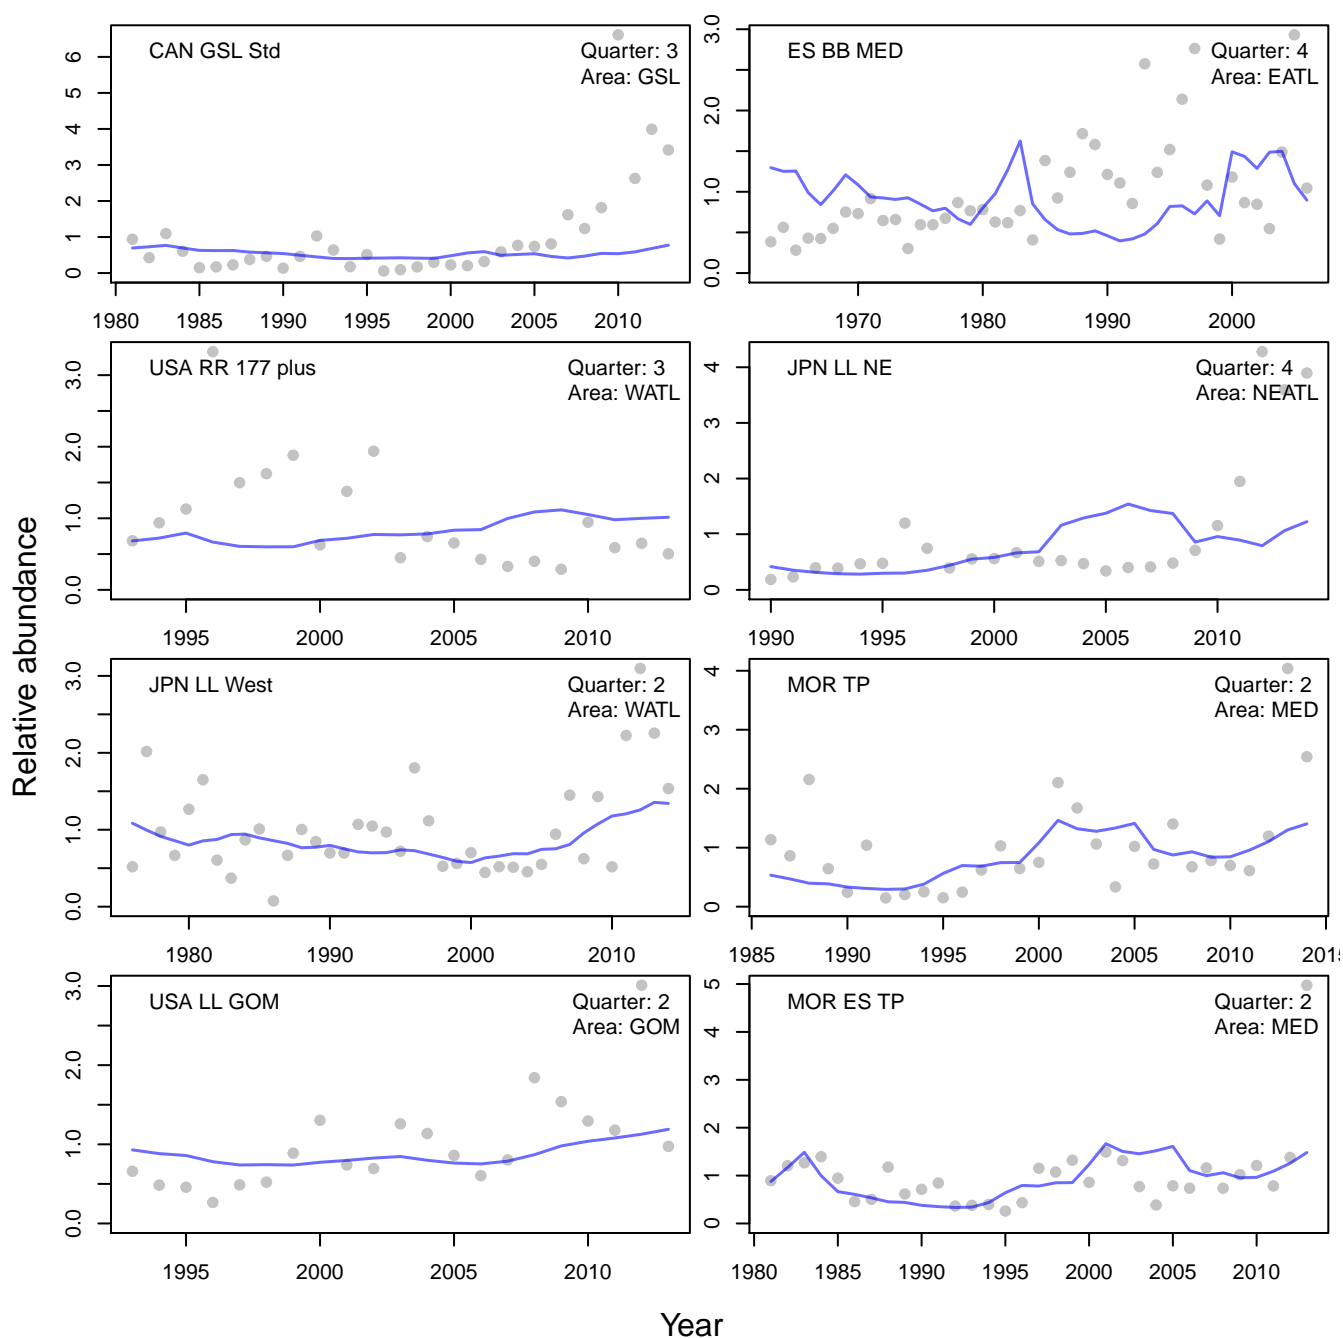 CAN GSL Std
Quarter: 3
Area: GSL
0 1 2 3 4 5 6
1980 1985 1990 1995 2000 2005 2010
ES BB MED
Quarter: 4
Area: EATL
0.0 1.0 2.0 3.0
1970 1980 1990 2000
USA RR 177 plus
Quarter: 3
Area: WATL
0.0 1.0 2.0 3.0
1995 2000 2005 2010
JPN LL NE
Quarter: 4
Area: NEATL
0 1 2 3 4
1990 1995 2000 2005 2010
JPN LL West
Quarter: 2
Area: WATL
0.0 1.0 2.0 3.0
1980 1990 2000 2010
MOR TP
Quarter: 2
Area: MED
0 1 2 3 4
1985 1990 1995 2000 2005 2010 2015
USA LL GOM
Quarter: 2
Area: GOM
0.0 1.0 2.0 3.0
1995 2000 2005 2010
MOR ES TP
Quarter: 2
Area: MED
0 1 2 3 4 5
1980 1985 1990 1995 2000 2005 2010
Relative abundance
Year